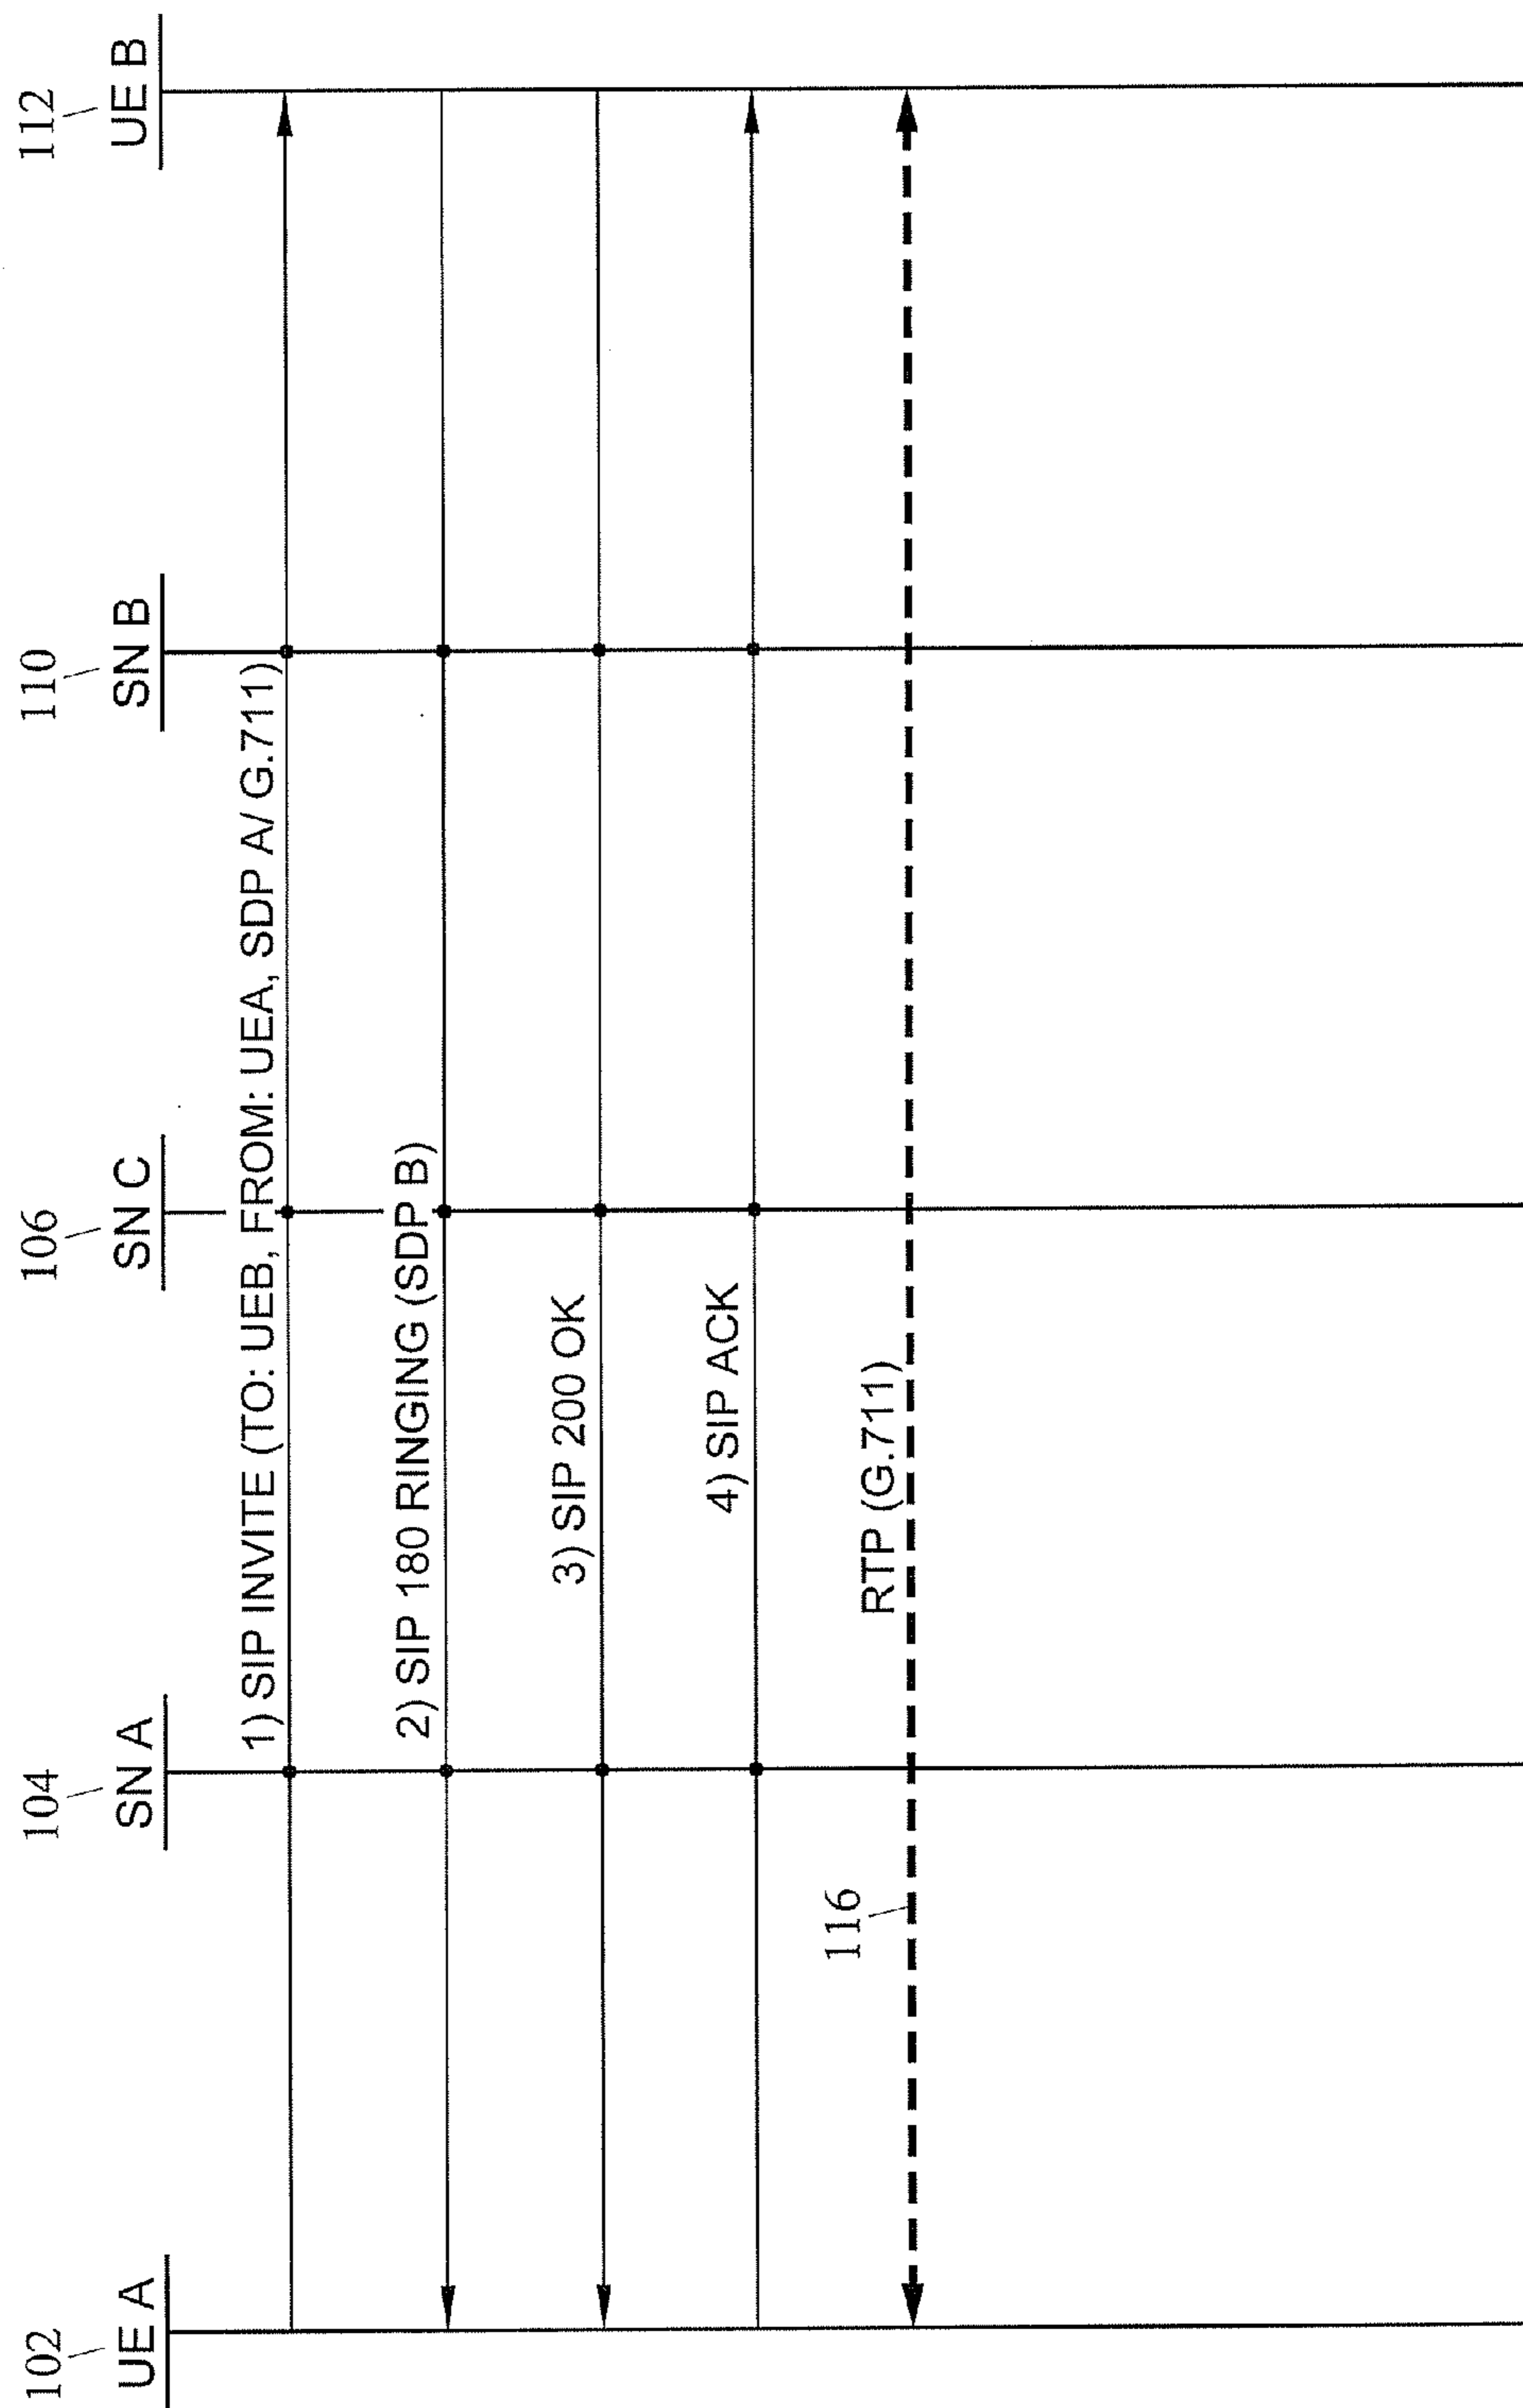 102
UE A
104
SN A
106
SN C
110
SN B
112
UE B
1) SIP INVITE (TO: UEB, FROM: UEA, SDP A/ G.711)
2) SIP 180 RINGING (SDP B)
3) SIP 200 OK
4) SIP ACK
116
RTP (G.711)